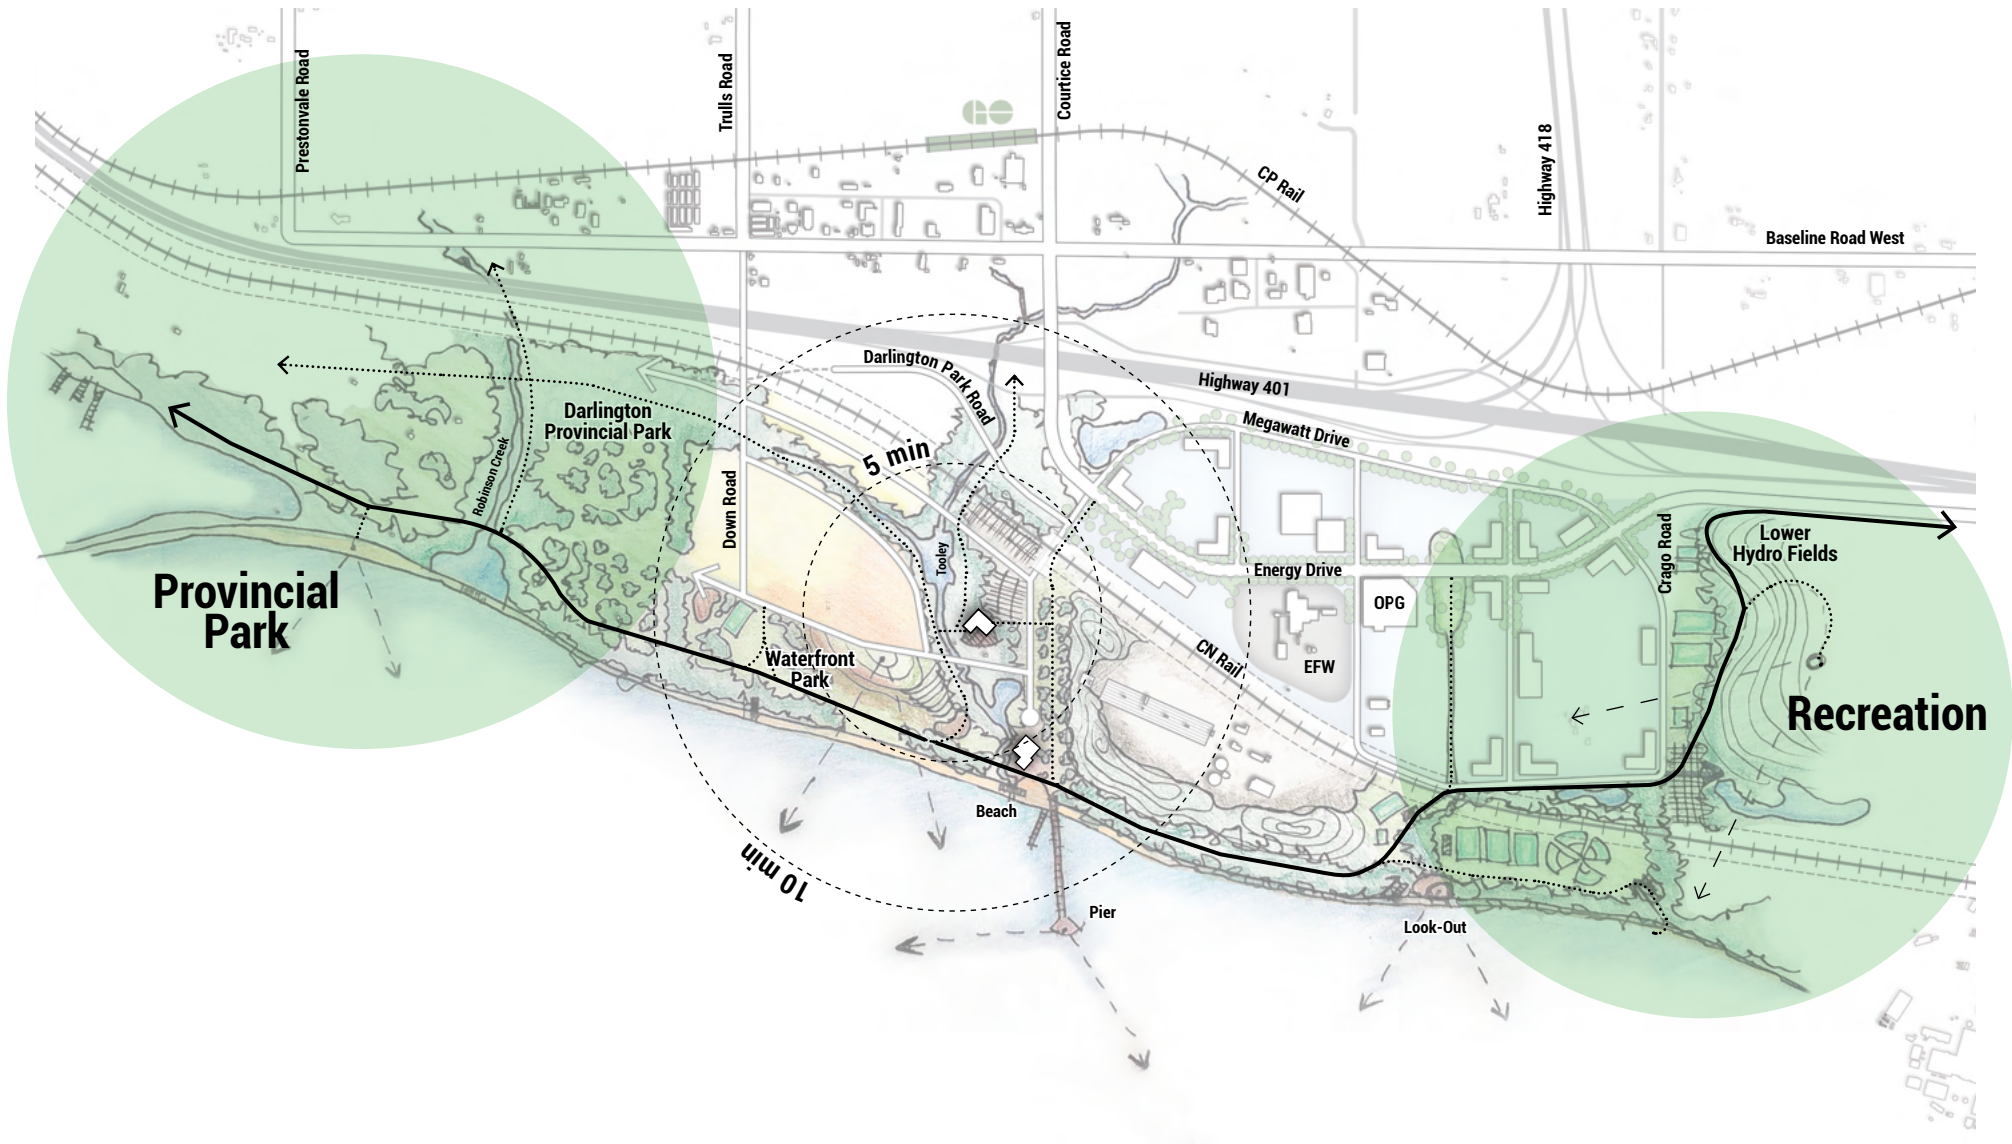 Prestonvale Road
Trulls Road
Courtice Road
GO
CP Rail
Highway 418
Baseline Road West
Darlington Park Road
Highway 401
Megawatt Drive
Darlington
Provincial Park
Robinson Creek
5 min
Down Road
Tooley
Energy Drive
OPG
EFW
CN Rail
Crago Road
Lower
Hydro Fields
Provincial
Park
Waterfront
Park
Recreation
Beach
10 min
Pier
Look-Out